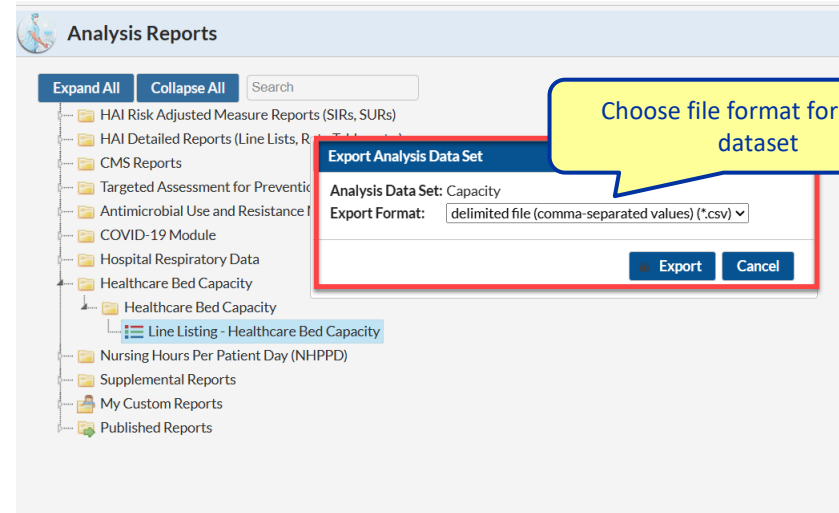 Analysis Reports
Expand All Collapse All Search
HAI Risk Adjusted Measure Reports (SIRs, SURs)
HAI Detailed Reports (Line Lists,
CMS Reports
Targeted Assessment for
Antimicrobial Use and Resistance
COVID-19 Module
Hospital Respiratory Data
Healthcare Bed Capacity
Healthcare Bed Capacity
Line Listing - Healthcare Bed Capacity
Nursing Hours Per Patient Day (NHPPD)
Supplemental Reports
My Custom Reports
Published Reports
Choose file format for
dataset
Export Analysis Data Set
Analysis Data Set: Capacity
Export Format: delimited file (comma-separated values) (*.csv)
Export Cancel